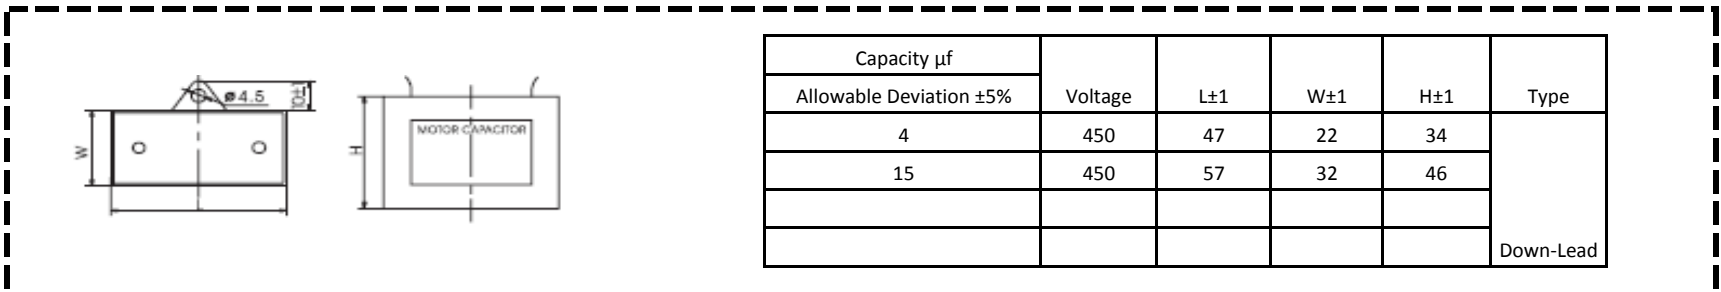 ø4.5
10±1
W
MOTOR CAPACITOR
H
Capacity µf
Allowable Deviation ±5% Voltage L±1 W±1 H±1 Type
4 450 47 22 34
15 450 57 32 46
Down-Lead